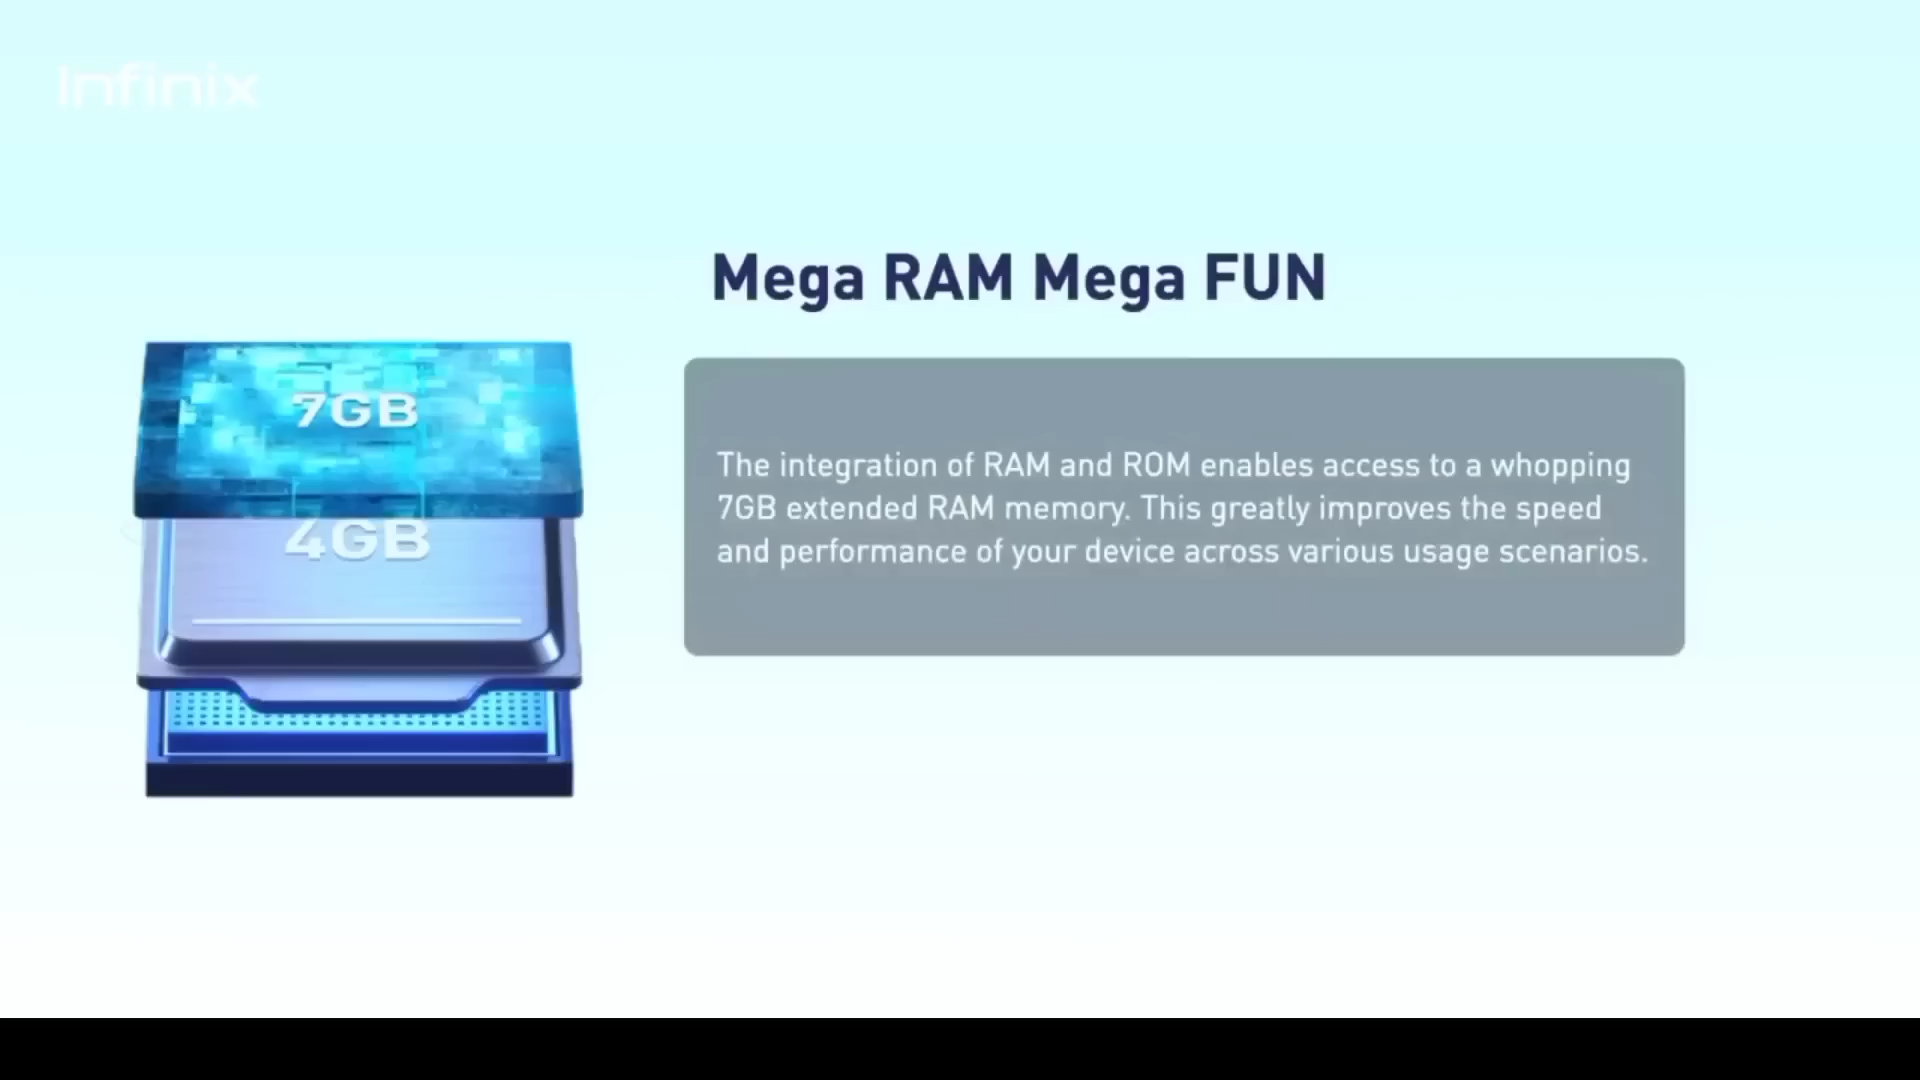 Infinix
Mega RAM Mega FUN
7GB
4GB
The integration of RAM and ROM enables access to a whopping
7GB extended RAM memory. This greatly improves the speed
and performance of your device across various usage scenarios.